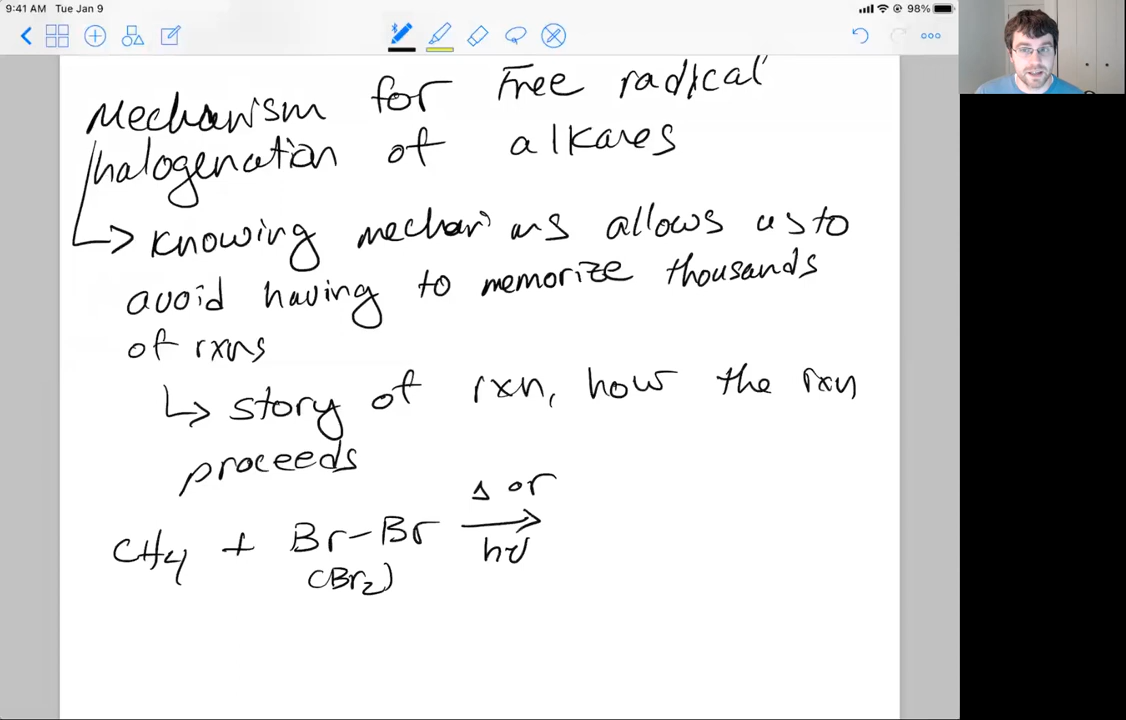 9:41 AM Tue Jan 9
98%
Mechanism for Free radical
halogenation of alkanes
↳ knowing mechanisms allows us to
avoid having to memorize thousands
of rxns
↳ story of rxn, how the rxn
proceeds
Δ or
CH4 + Br-Br →
hν
(Br2)